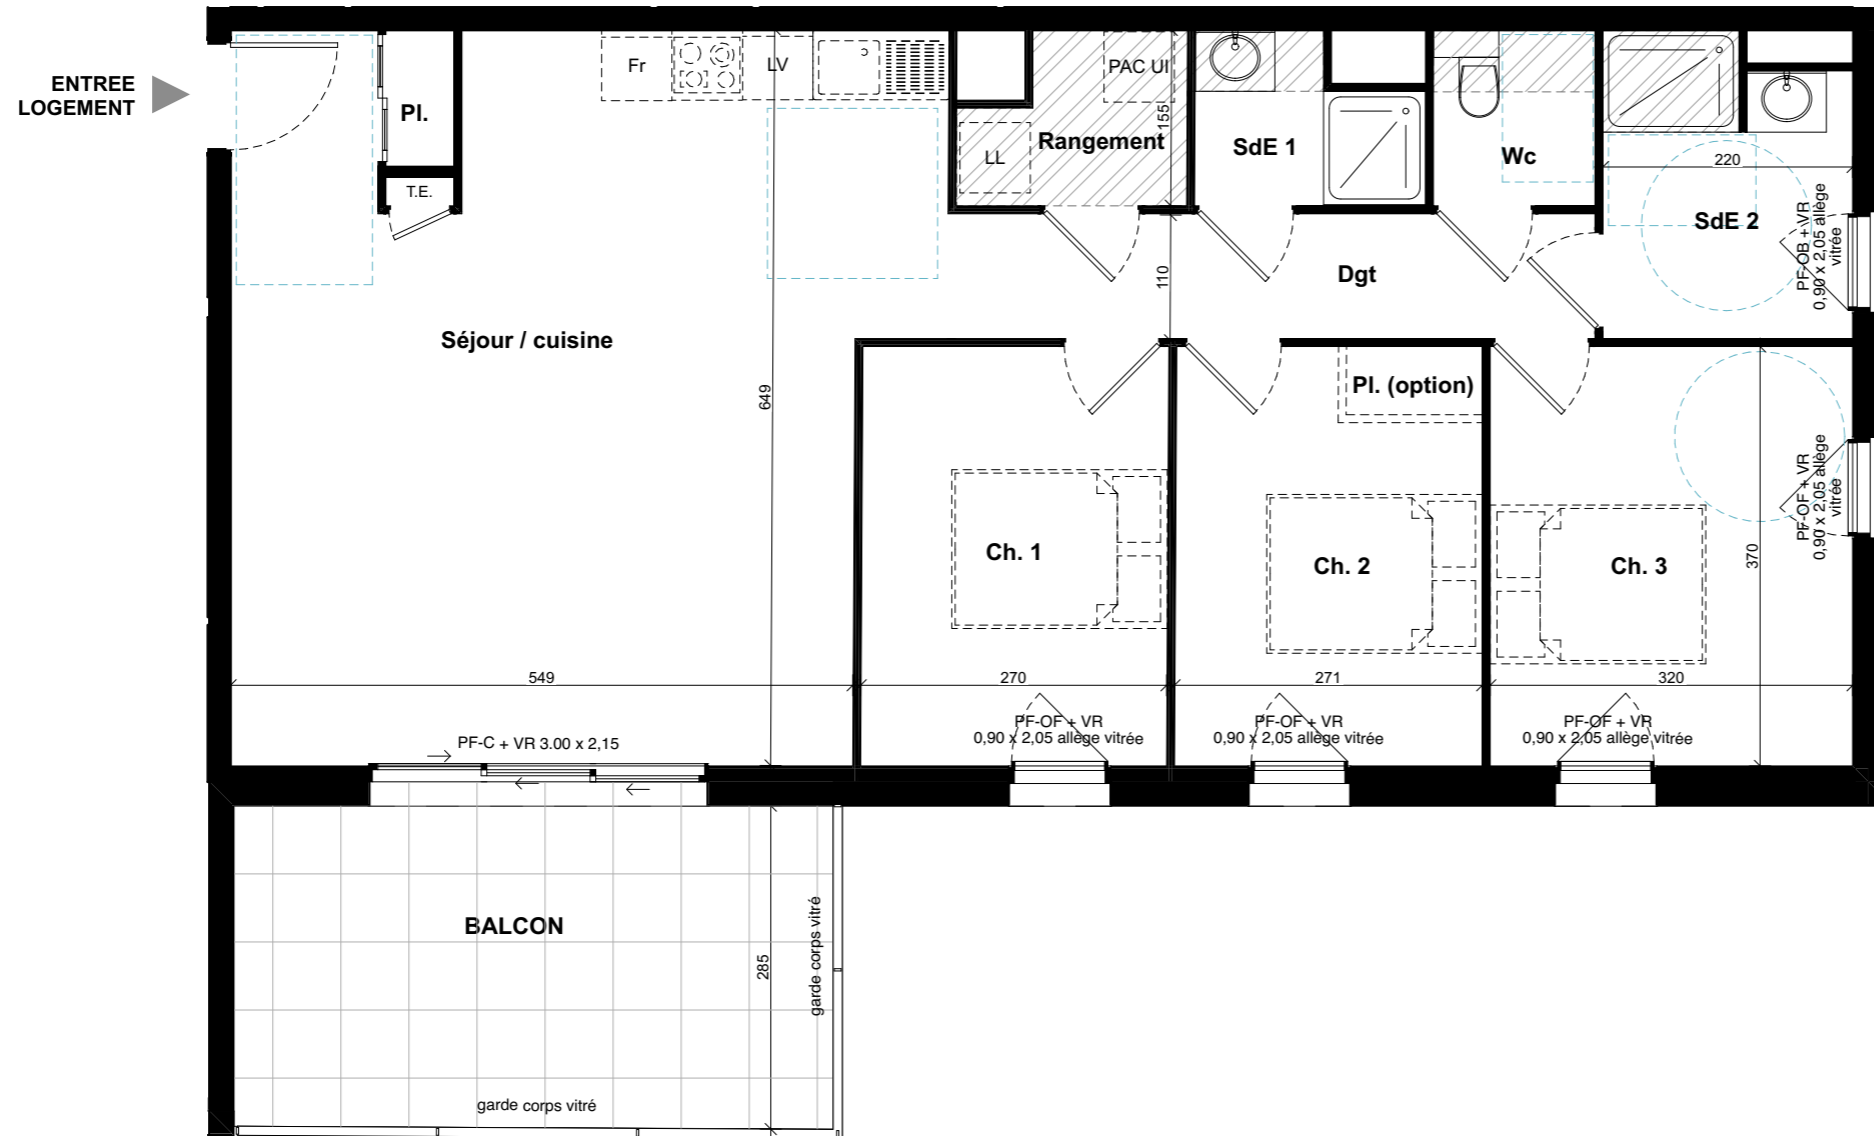 ENTREE
LOGEMENT
Pl.
T.E.
Fr
LV
LL
Rangement
PAC UI
155
SdE 1
Wc
220
SdE 2
PF-OB + VR
0,90 x 2,05 allège
vitrée
110
Dgt
Séjour / cuisine
649
Pl. (option)
PF-OF + VR
0,90 x 2,05 allège
vitrée
370
Ch. 1
Ch. 2
Ch. 3
549
270
271
320
PF-C + VR 3.00 x 2,15
PF-OF + VR
0,90 x 2,05 allège vitrée
PF-OF + VR
0,90 x 2,05 allège vitrée
PF-OF + VR
0,90 x 2,05 allège vitrée
BALCON
285
garde corps vitré
garde corps vitré